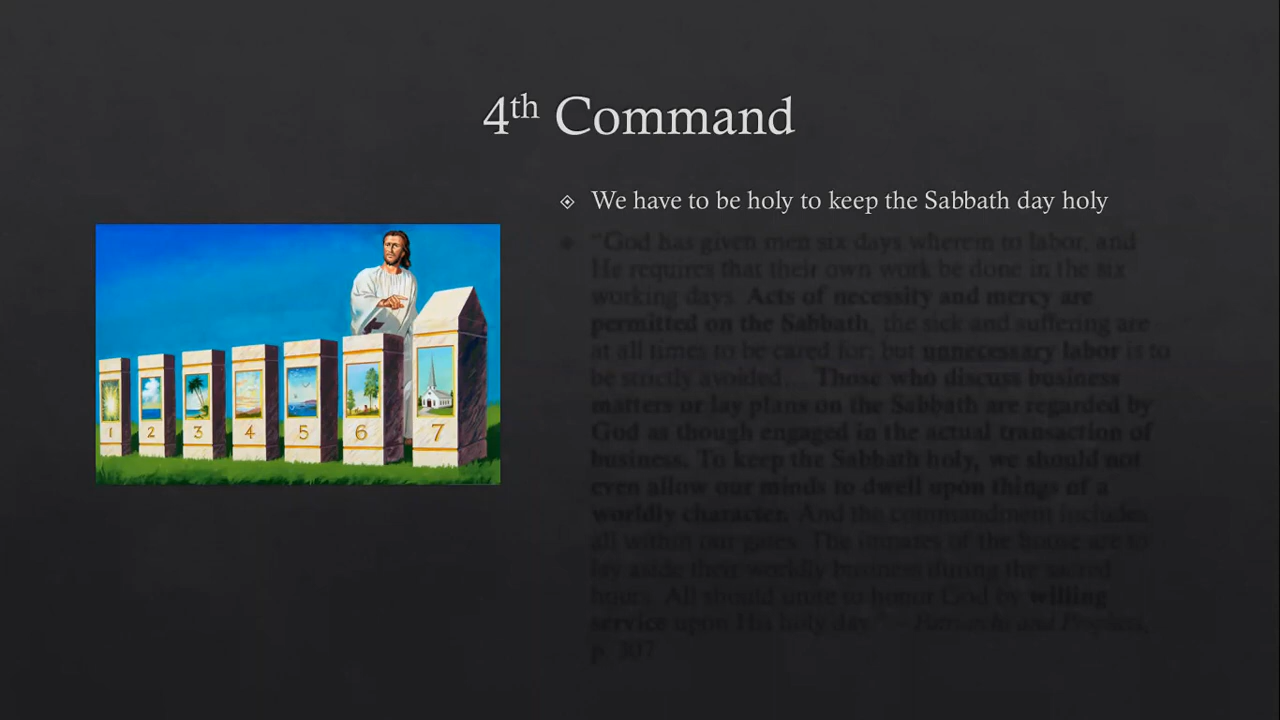 4th Command
We have to be holy to keep the Sabbath day holy
“God has given men six days wherein to labor, and
He requires that their own work be done in the six
working days. Acts of necessity and mercy are
permitted on the Sabbath, the sick and suffering are
at all times to be cared for; but unnecessary labor is to
be strictly avoided… Those who discuss business
matters or lay plans on the Sabbath are regarded by
God as though engaged in the actual transaction of
business. To keep the Sabbath holy, we should not
even allow our minds to dwell upon things of a
worldly character. And the commandment includes
all within our gates. The inmates of the home are to
lay aside their worldly business during the sacred
hours. All should unite to honor God by willing
service upon His holy day.” – Patriarchs and Prophets,
p. 307
1 2 3 4 5 6 7